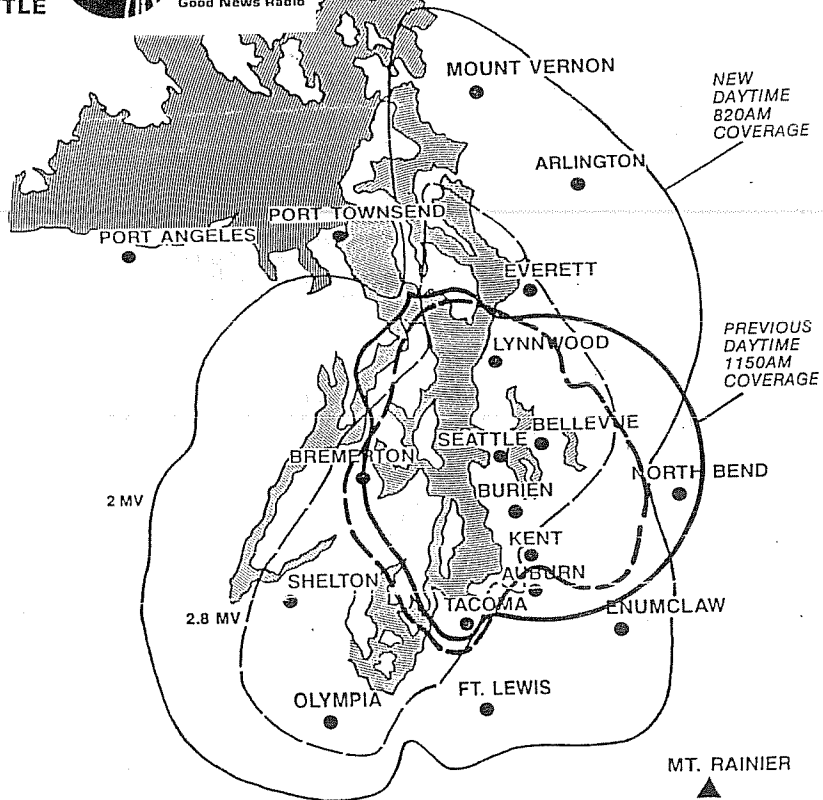 TTLE
Good News Radio
MOUNT VERNON
NEW
DAYTIME
820AM
COVERAGE
ARLINGTON
PORT TOWNSEND
PORT ANGELES
EVERETT
PREVIOUS
DAYTIME
1150AM
COVERAGE
LYNNWOOD
BELLEVUE
SEATTLE
BREMERTON
NORTH BEND
2 MV
BURIEN
KENT
AUBURN
SHELTON
TACOMA
ENUMCLAW
2.8 MV
FT. LEWIS
OLYMPIA
MT. RAINIER